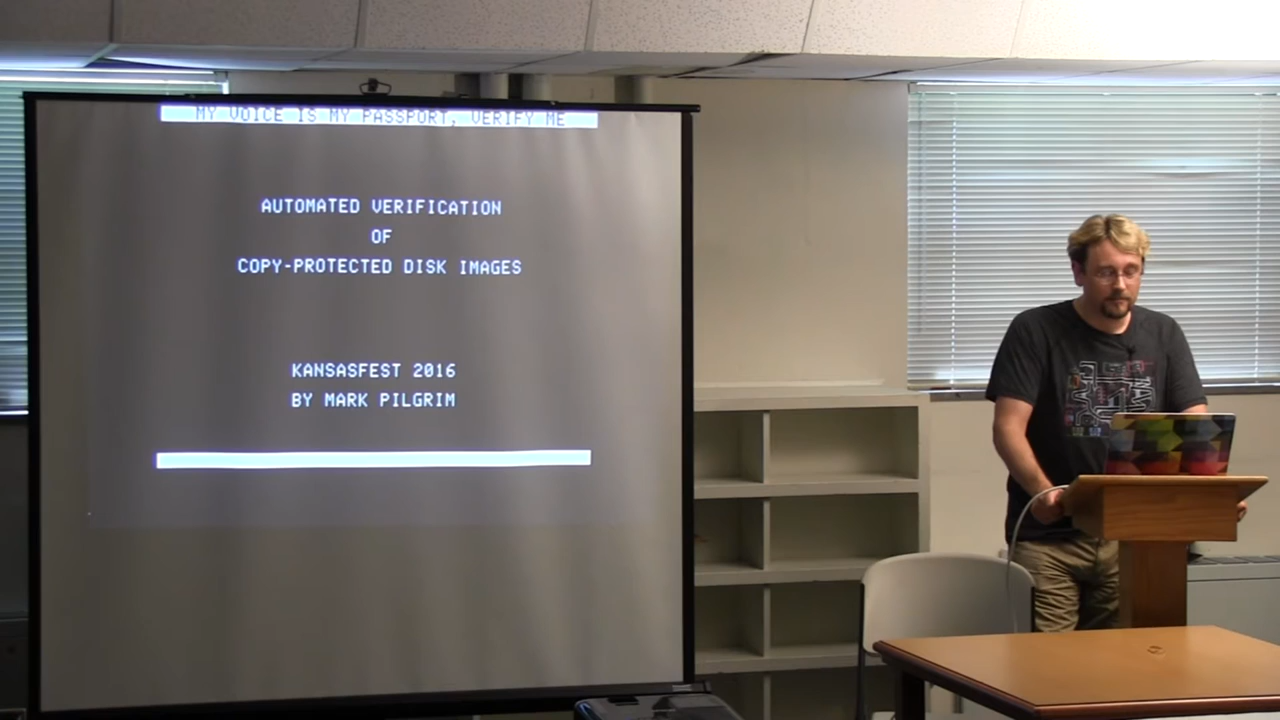 MY VOICE IS MY PASSPORT, VERIFY ME
AUTOMATED VERIFICATION
OF
COPY-PROTECTED DISK IMAGES
KANSASFEST 2016
BY MARK PILGRIM